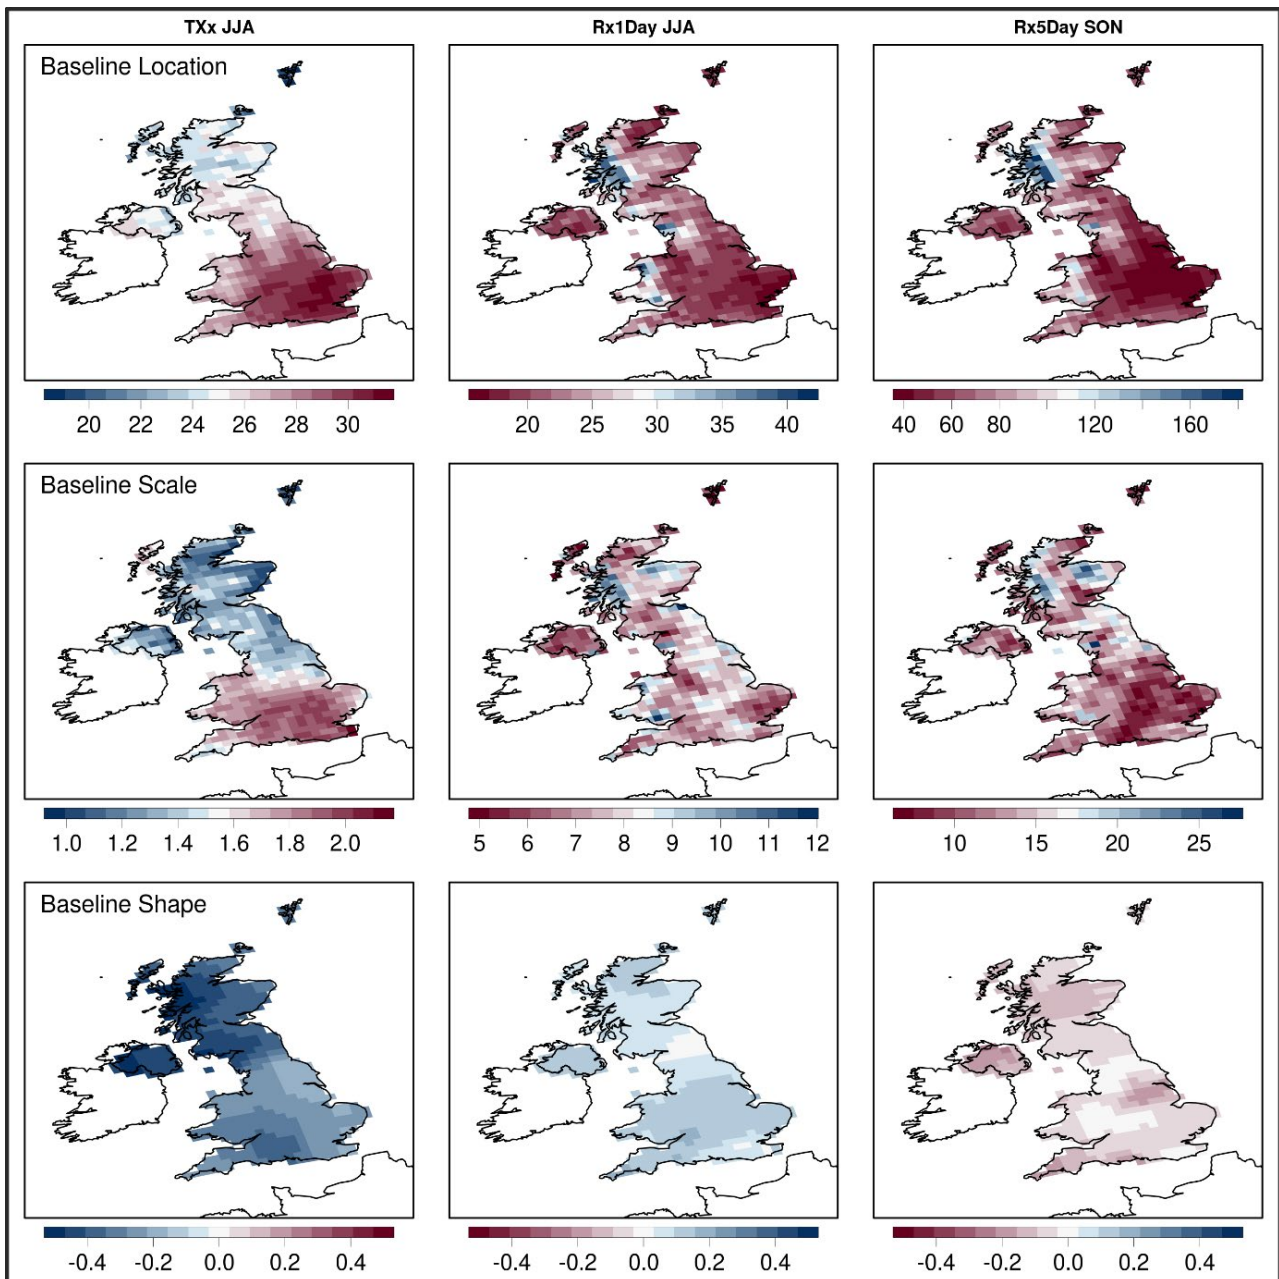 TXx JJA Rx1Day JJA Rx5Day SON
Baseline Location
20 22 24 26 28 30 20 25 30 35 40 40 60 80 120 160
Baseline Scale
1.0 1.2 1.4 1.6 1.8 2.0 5 6 7 8 9 10 11 12 10 15 20 25
Baseline Shape
-0.4 -0.2 0.0 0.2 0.4 -0.4 -0.2 0.0 0.2 0.4 -0.4 -0.2 0.0 0.2 0.4